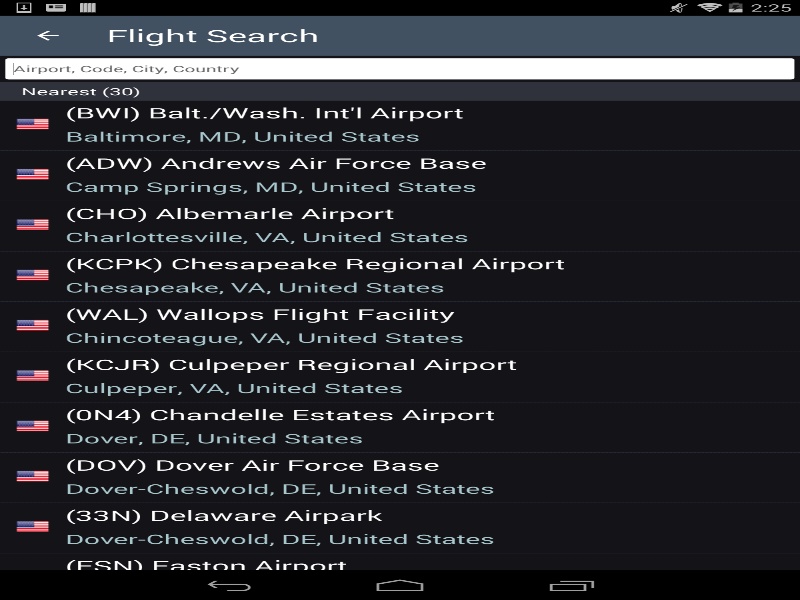 2:25
Flight Search
Airport, Code, City, Country
Nearest (30)
(BWI) Balt./Wash. Int'l Airport
Baltimore, MD, United States
(ADW) Andrews Air Force Base
Camp Springs, MD, United States
(CHO) Albemarle Airport
Charlottesville, VA, United States
(KCPK) Chesapeake Regional Airport
Chesapeake, VA, United States
(WAL) Wallops Flight Facility
Chincoteague, VA, United States
(KCJR) Culpeper Regional Airport
Culpeper, VA, United States
(0N4) Chandelle Estates Airport
Dover, DE, United States
(DOV) Dover Air Force Base
Dover-Cheswold, DE, United States
(33N) Delaware Airpark
Dover-Cheswold, DE, United States
(ESN) Easton Airport